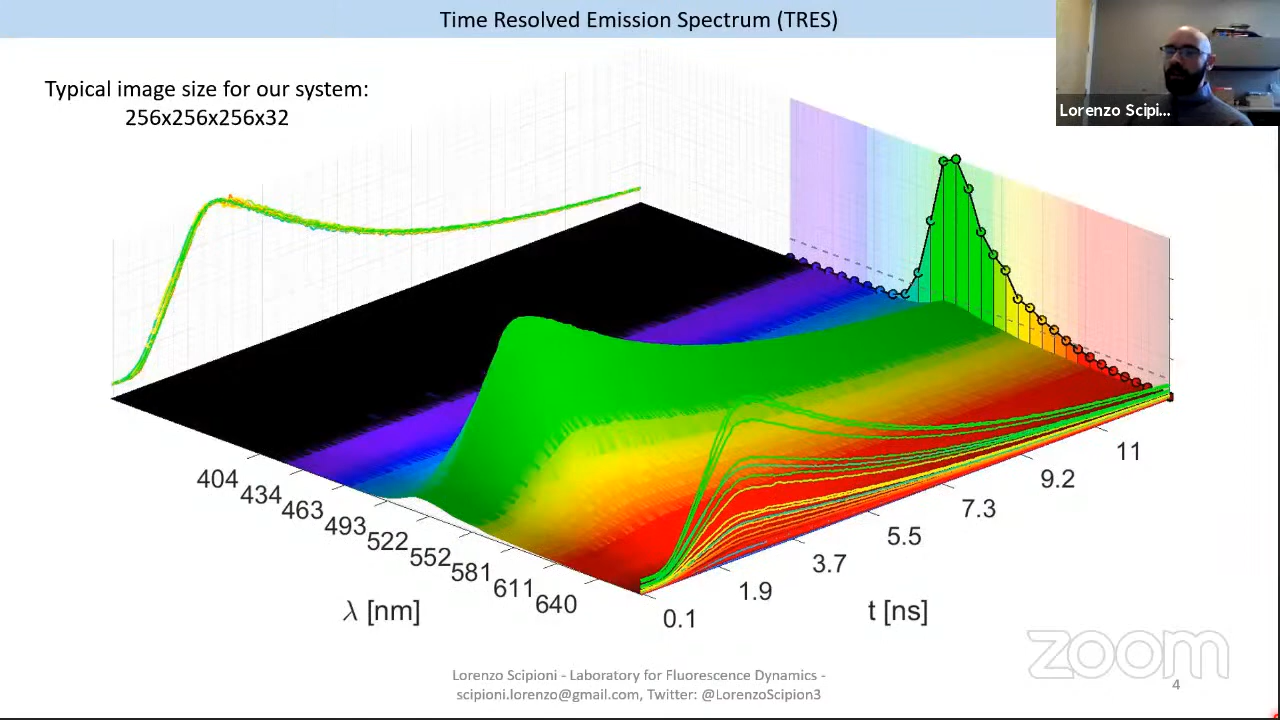 Time Resolved Emission Spectrum (TRES)
Typical image size for our system:
256x256x256x32
Lorenzo Scipi...
404
434
463
493
522
552
581
611
640
λ [nm]
0.1
1.9
3.7
5.5
7.3
9.2
11
t [ns]
zoom
Lorenzo Scipioni - Laboratory for Fluorescence Dynamics -
scipioni.lorenzo@gmail.com, Twitter: @LorenzoScipion3
4